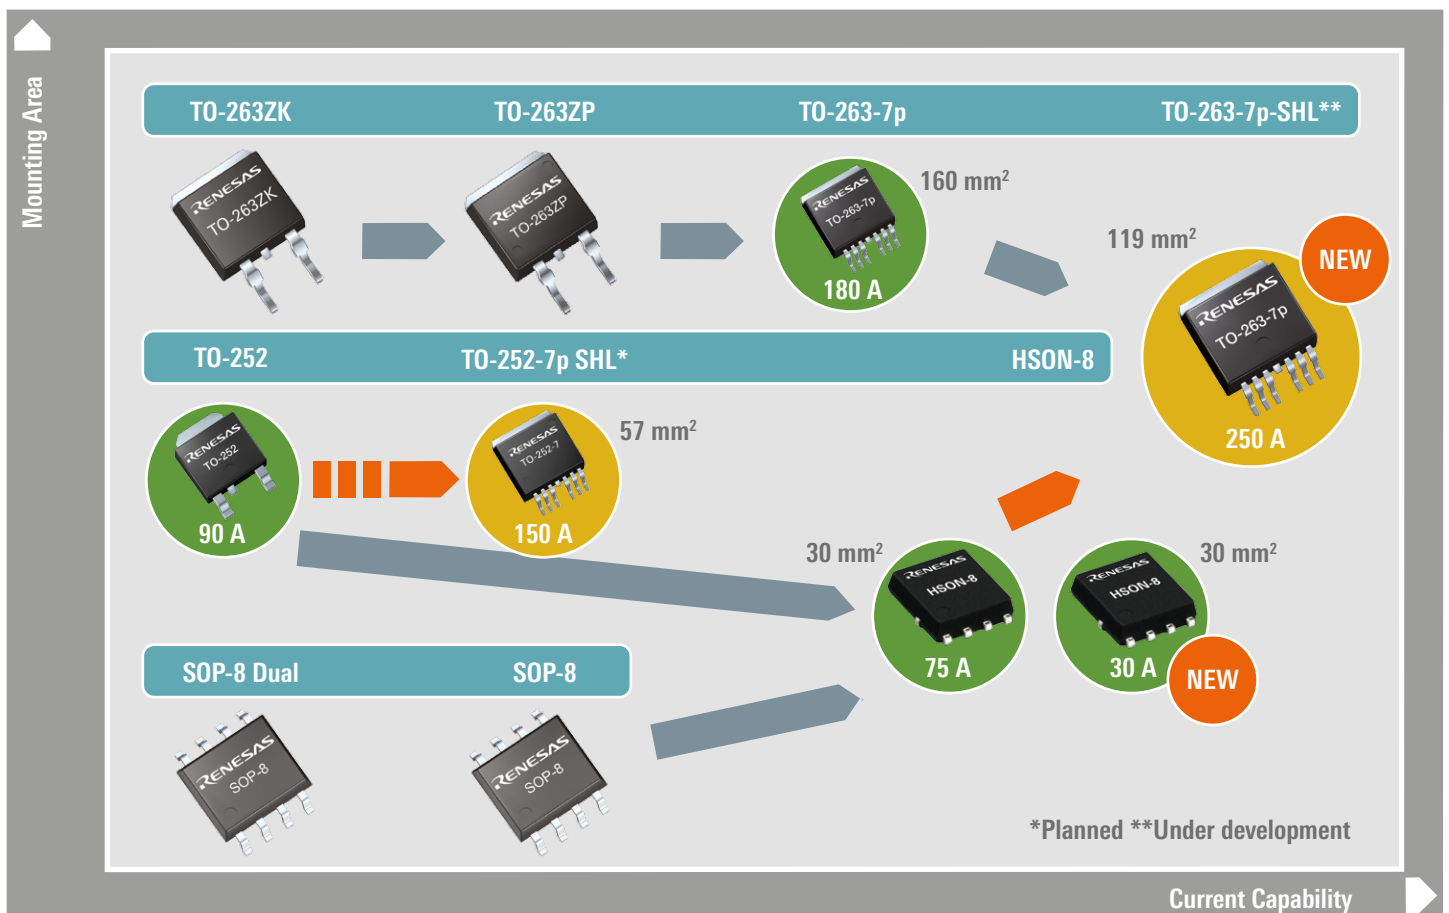 Mounting Area
TO-263ZK TO-263ZP TO-263-7p TO-263-7p-SHL**
RENESAS
TO-263ZK
RENESAS
TO-263ZP
RENESAS
TO-263-7p
180 A
160 mm²
119 mm²
NEW
RENESAS
TO-263-7p
250 A
TO-252 TO-252-7p SHL* HSON-8
RENESAS
TO-252
90 A
RENESAS
TO-252-7
150 A
57 mm²
30 mm²
RENESAS
HSON-8
75 A
30 mm²
RENESAS
HSON-8
30 A
NEW
SOP-8 Dual SOP-8
RENESAS
SOP-8
RENESAS
SOP-8
*Planned **Under development
Current Capability